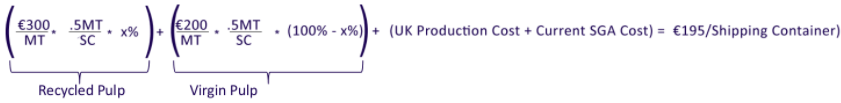 (€300/MT * .5MT/SC * x%) + (€200/MT * .5MT/SC * (100% - x%)) + (UK Production Cost + Current SGA Cost) = €195/Shipping Container)
Recycled Pulp Virgin Pulp